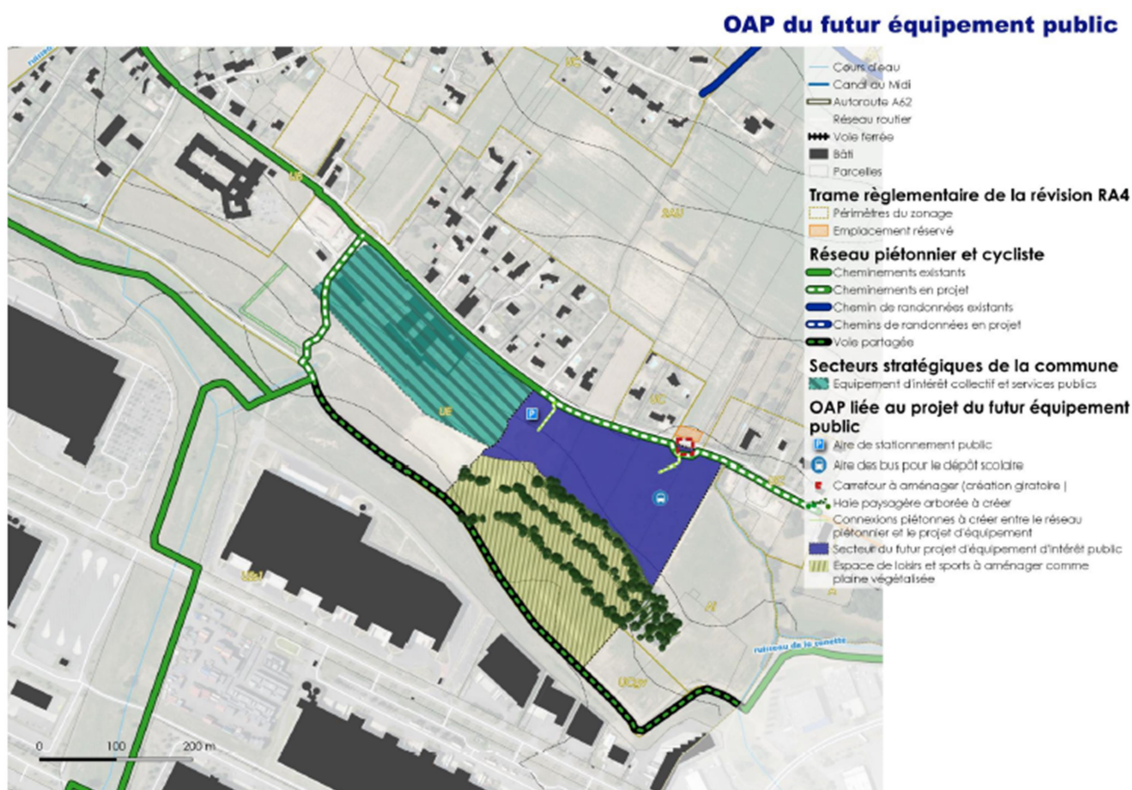 OAP du futur équipement public
Cours d'eau
Canal du Midi
Autoroute A62
Réseau routier
Voie ferrée
Bâti
Parcelles
Trame règlementaire de la révision RA4
Périmètres du zonage
Emplacement réservé
Réseau piétonnier et cycliste
Cheminements existants
Cheminements en projet
Chemin de randonnées existants
Chemins de randonnées en projet
Voie partagée
Secteurs stratégiques de la commune
Equipement d'intérêt collectif et services publics
OAP liée au projet du futur équipement
public
P Aire de stationnement public
Aire des bus pour le dépôt scolaire
Carrefour à aménager (création giratoire )
Haie paysagère arborée à créer
Connexions piétonnes à créer entre le réseau
piétonnier et le projet d'équipement
Secteur du futur projet d'équipement d'intérêt public
Espace de loisirs et sports à aménager comme
plaine végétalisée
P
UE
ruisseau de la
0 100 200 m